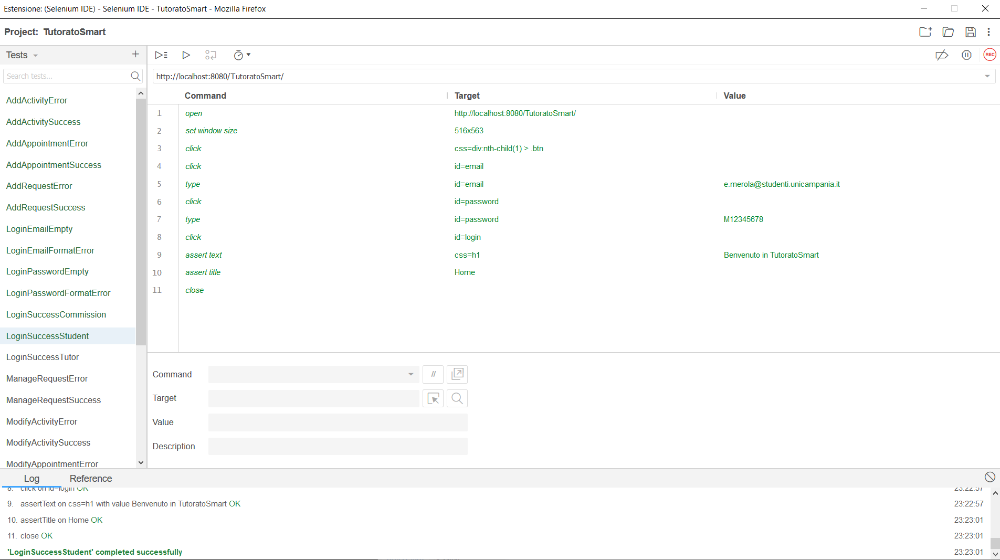 Estensione: (Selenium IDE) - Selenium IDE - TutoratoSmart - Mozilla Firefox
Project: TutoratoSmart
Tests
REC
Search tests...
http://localhost:8080/TutoratoSmart/
Command Target Value
AddActivityError
AddActivitySuccess
AddAppointmentError
AddAppointmentSuccess
AddRequestError
AddRequestSuccess
LoginEmailEmpty
LoginEmailFormatError
LoginPasswordEmpty
LoginPasswordFormatError
LoginSuccessCommission
LoginSuccessStudent
LoginSuccessTutor
ManageRequestError
ManageRequestSuccess
ModifyActivityError
ModifyActivitySuccess
ModifyAppointmentError
1 open http://localhost:8080/TutoratoSmart/
2 set window size 516x563
3 click css=div:nth-child(1) > .btn
4 click id=email
5 type id=email e.merola@studenti.unicampania.it
6 click id=password
7 type id=password M12345678
8 click id=login
9 assert text css=h1 Benvenuto in TutoratoSmart
10 assert title Home
11 close
Command //
Target
Value
Description
Log Reference
8. click on id=login OK 23:22:57
9. assertText on css=h1 with value Benvenuto in TutoratoSmart OK 23:22:57
10. assertTitle on Home OK 23:23:01
11. close OK 23:23:01
'LoginSuccessStudent' completed successfully 23:23:01